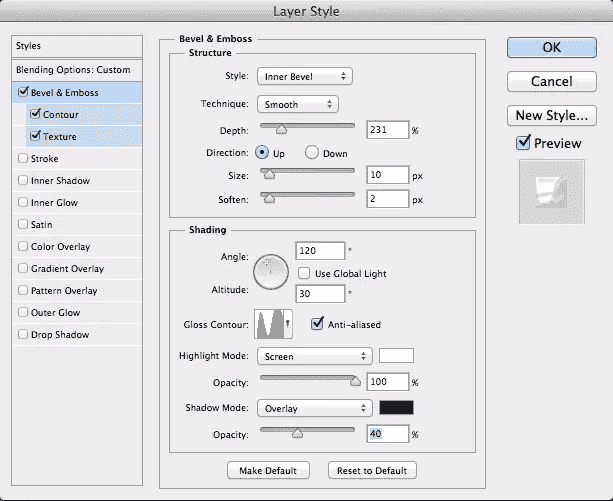 Layer Style
Styles
Blending Options: Custom
Bevel & Emboss
Contour
Texture
Stroke
Inner Shadow
Inner Glow
Satin
Color Overlay
Gradient Overlay
Pattern Overlay
Outer Glow
Drop Shadow
Bevel & Emboss
Structure
Style: Inner Bevel
Technique: Smooth
Depth: 231 %
Direction: Up Down
Size: 10 px
Soften: 2 px
Shading
Angle: 120 °
Use Global Light
Altitude: 30 °
Gloss Contour: Anti-aliased
Highlight Mode: Screen
Opacity: 100 %
Shadow Mode: Overlay
Opacity: 40 %
Make Default Reset to Default
OK
Cancel
New Style...
Preview